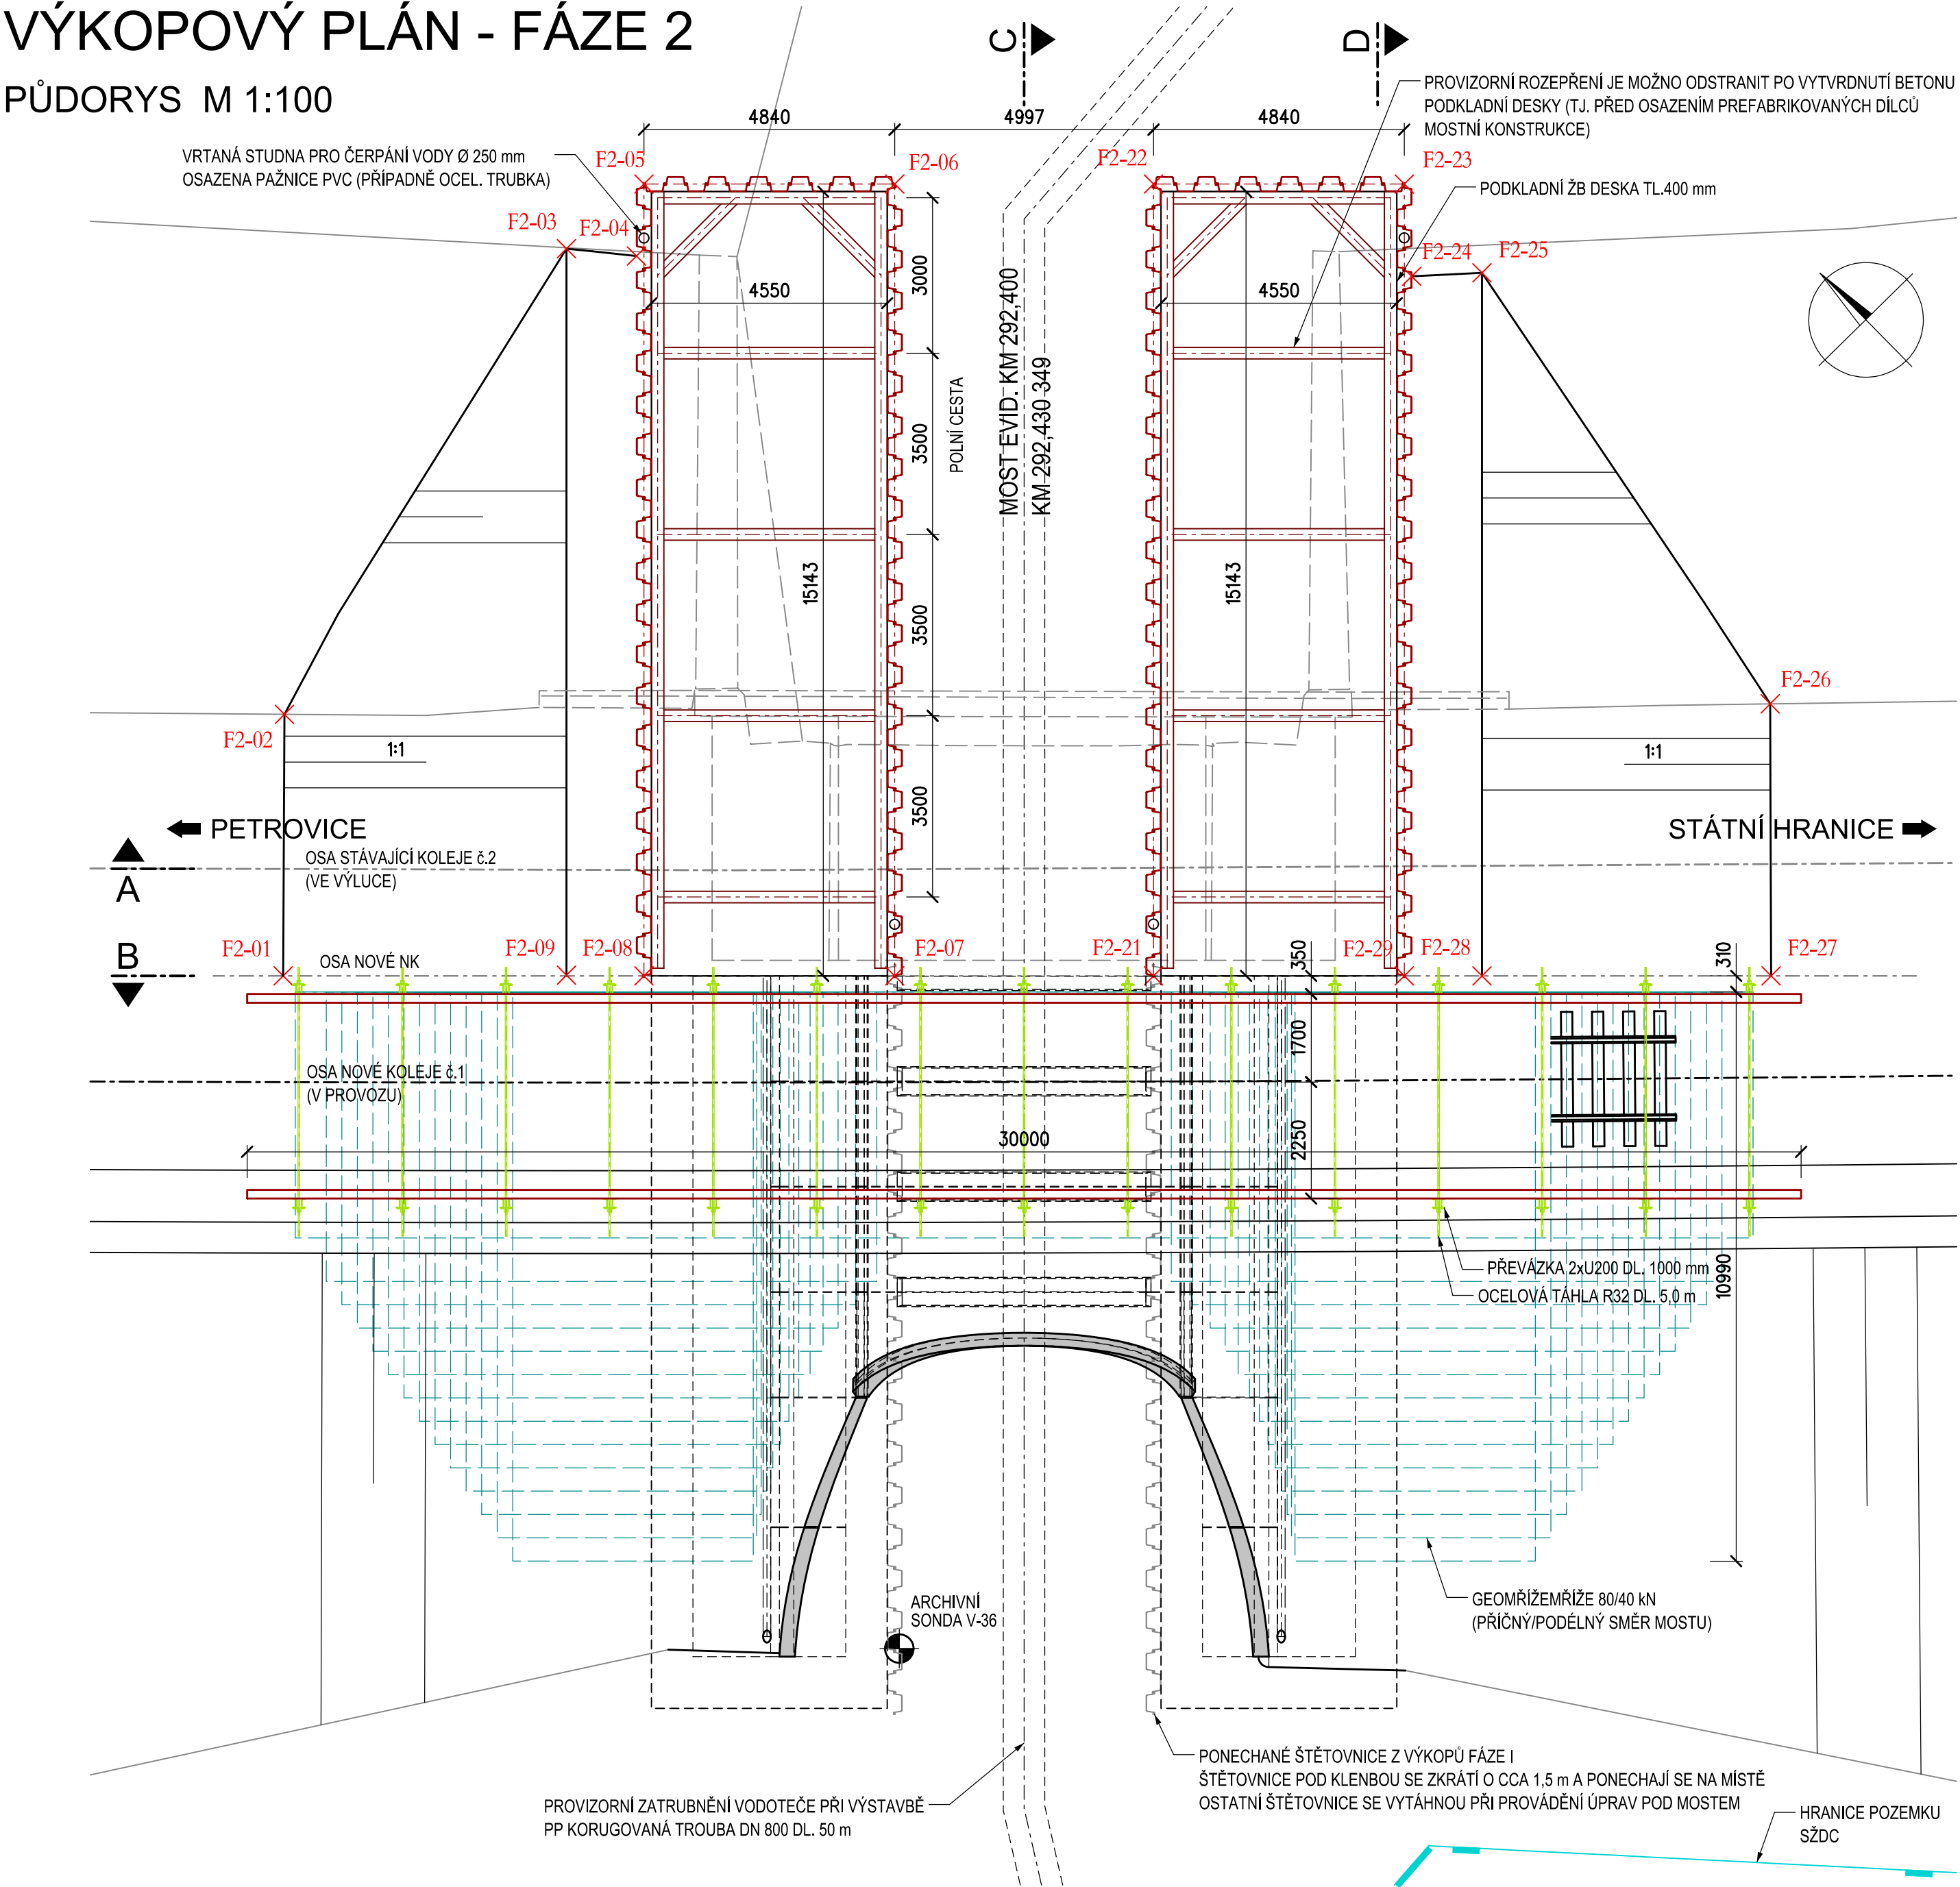 VÝKOPOVÝ PLÁN - FÁZE 2
PŮDORYS M 1:100
C
D
4840
4997
4840
PROVIZORNÍ ROZEPŘENÍ JE MOŽNO ODSTRANIT PO VYTVRDNUTÍ BETONU
PODKLADNÍ DESKY (TJ. PŘED OSAZENÍM PREFABRIKOVANÝCH DÍLCŮ
MOSTNÍ KONSTRUKCE)
VRTANÁ STUDNA PRO ČERPÁNÍ VODY Ø 250 mm
OSAZENA PAŽNICE PVC (PŘÍPADNĚ OCEL. TRUBKA)
F2-05
F2-06
F2-22
F2-23
PODKLADNÍ ŽB DESKA TL.400 mm
F2-03
F2-04
F2-24
F2-25
4550
3000
4550
MOST EVID. KM 292,400
KM 292,430 349
POLNÍ CESTA
3500
15143
3500
15143
3500
F2-02
F2-26
1:1
1:1
PETROVICE
STÁTNÍ HRANICE
OSA STÁVAJÍCÍ KOLEJE č.2
(VE VÝLUCE)
A
B
F2-01
F2-09
F2-08
F2-07
F2-21
F2-29
F2-28
F2-27
OSA NOVÉ NK
350
310
1700
OSA NOVÉ KOLEJE č.1
(V PROVOZU)
30000
2250
PŘEVÁZKA 2xU200 DL. 1000 mm
OCELOVÁ TÁHLA R32 DL. 5,0 m
10990
ARCHIVNÍ
SONDA V-36
GEOMŘÍŽEMŘÍŽE 80/40 kN
(PŘÍČNÝ/PODÉLNÝ SMĚR MOSTU)
PONECHANÉ ŠTĚTOVNICE Z VÝKOPŮ FÁZE I
ŠTĚTOVNICE POD KLENBOU SE ZKRÁTÍ O CCA 1,5 m A PONECHAJÍ SE NA MÍSTĚ
OSTATNÍ ŠTĚTOVNICE SE VYTÁHNOU PŘI PROVÁDĚNÍ ÚPRAV POD MOSTEM
PROVIZORNÍ ZATRUBNĚNÍ VODOTEČE PŘI VÝSTAVBĚ
PP KORUGOVANÁ TROUBA DN 800 DL. 50 m
HRANICE POZEMKU
SŽDC